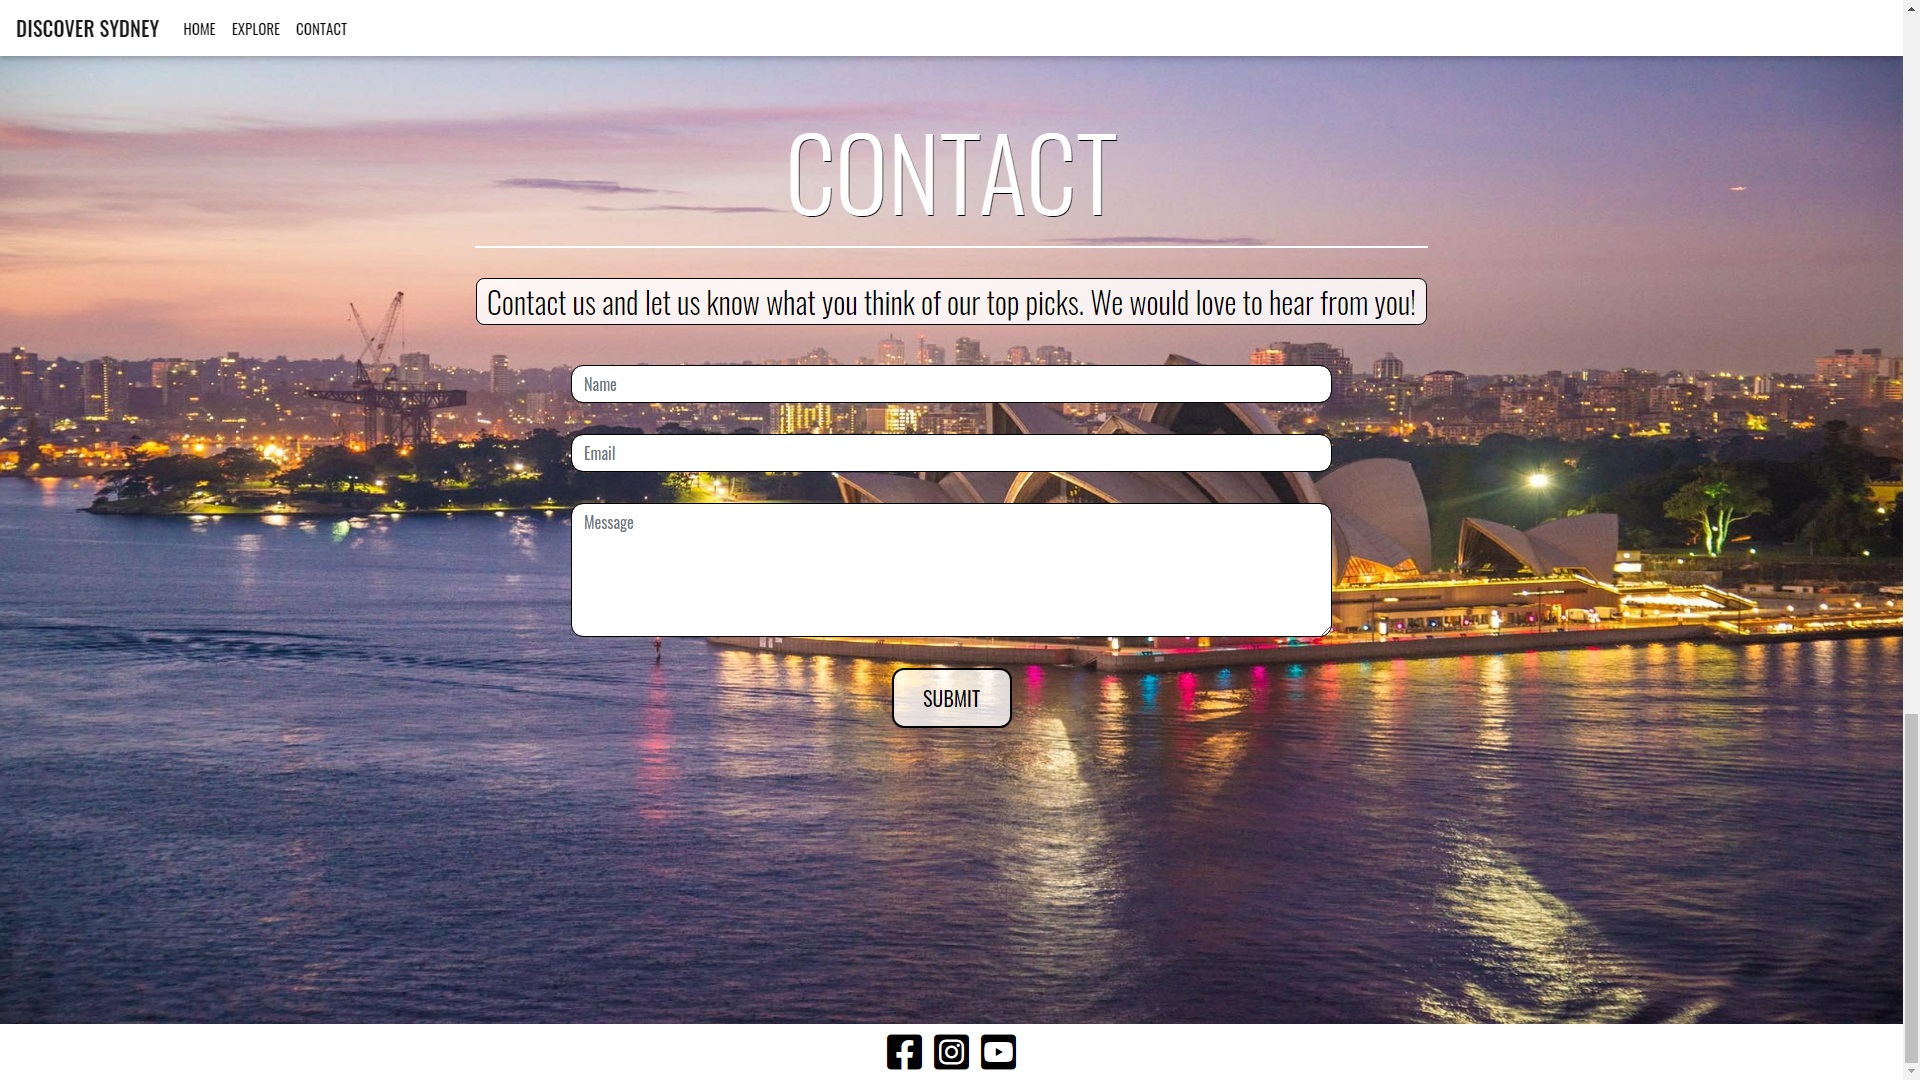 DISCOVER SYDNEY HOME EXPLORE CONTACT
CONTACT
Contact us and let us know what you think of our top picks. We would love to hear from you!
Name
Email
Message
SUBMIT